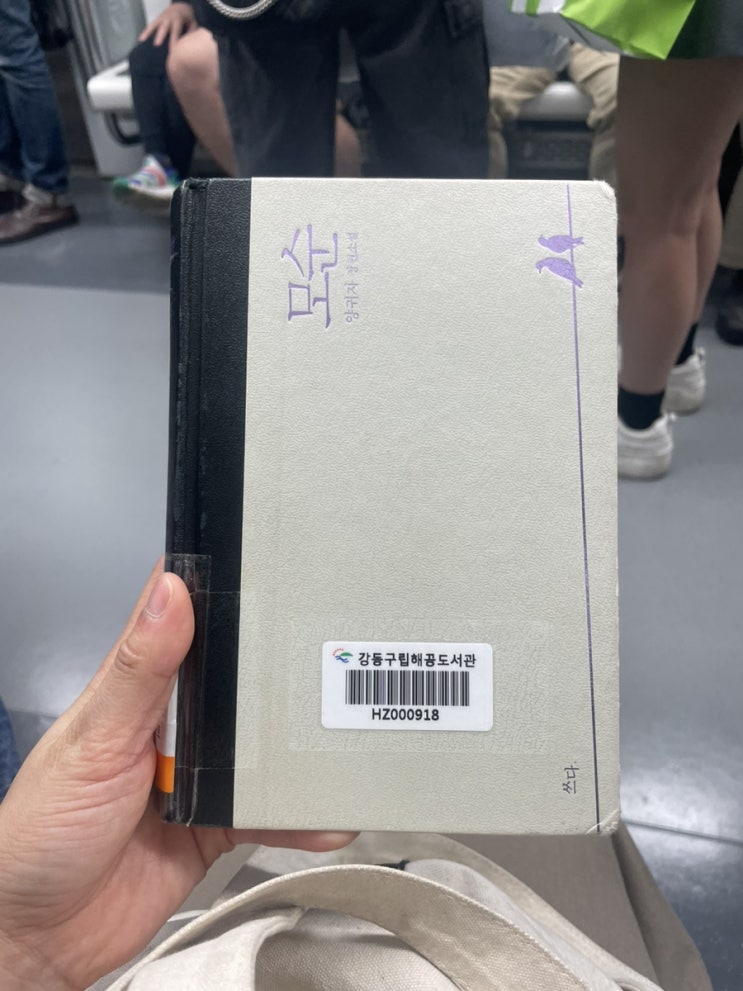 모순
양귀자 장편소설
강동구립해공도서관
HZ000918
쓰다.